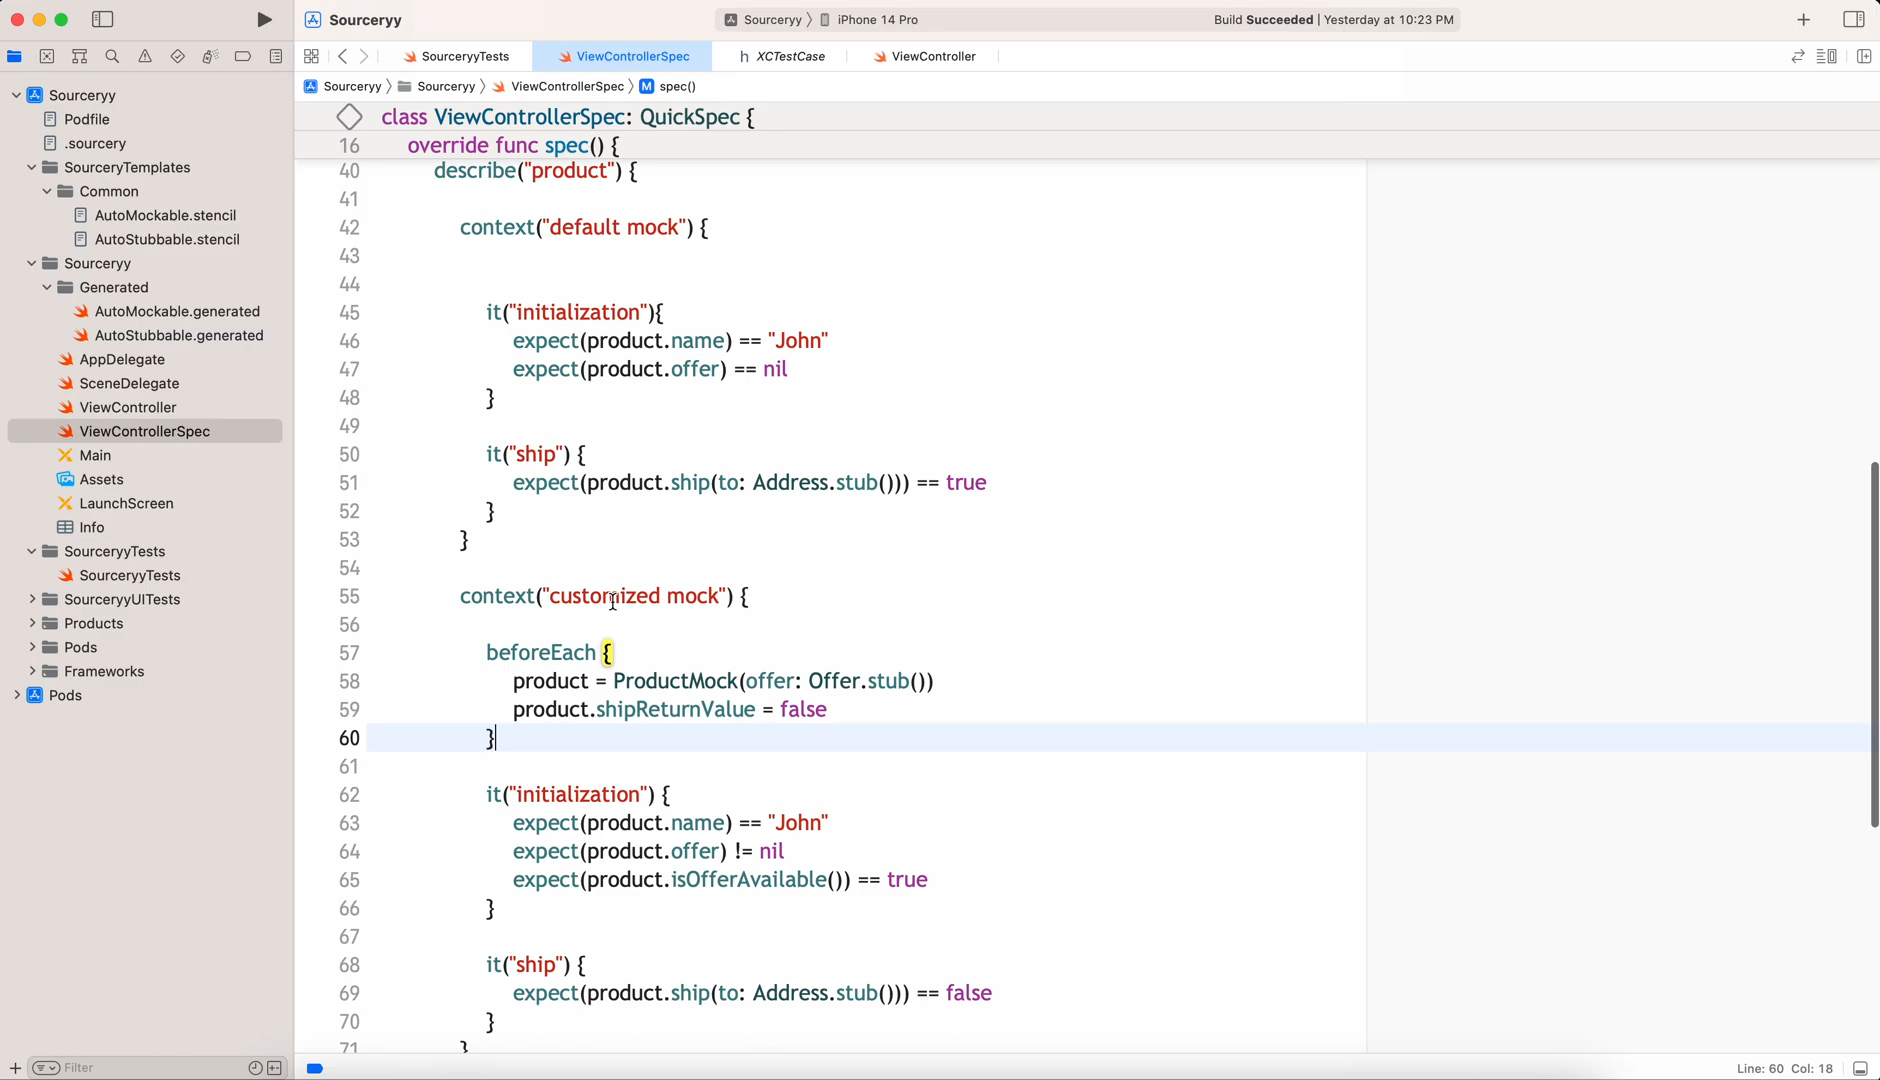 Sourceryy
Sourceryy 〉 iPhone 14 Pro
Build Succeeded | Yesterday at 10:23 PM
SourceryyTests
ViewControllerSpec
h XCTestCase
ViewController
Sourceryy 〉 Sourceryy 〉 ViewControllerSpec 〉 M spec()
Sourceryy
Podfile
.sourcery
SourceryTemplates
Common
AutoMockable.stencil
AutoStubbable.stencil
Sourceryy
Generated
AutoMockable.generated
AutoStubbable.generated
AppDelegate
SceneDelegate
ViewController
ViewControllerSpec
Main
Assets
LaunchScreen
Info
SourceryyTests
SourceryyTests
SourceryyUITests
Products
Pods
Frameworks
Pods
Filter
class ViewControllerSpec: QuickSpec {
16 override func spec() {
40 describe("product") {
41
42 context("default mock") {
43
44
45 it("initialization"){
46 expect(product.name) == "John"
47 expect(product.offer) == nil
48 }
49
50 it("ship") {
51 expect(product.ship(to: Address.stub())) == true
52 }
53 }
54
55 context("customized mock") {
56
57 beforeEach {
58 product = ProductMock(offer: Offer.stub())
59 product.shipReturnValue = false
60 }
61
62 it("initialization") {
63 expect(product.name) == "John"
64 expect(product.offer) != nil
65 expect(product.isOfferAvailable()) == true
66 }
67
68 it("ship") {
69 expect(product.ship(to: Address.stub())) == false
70 }
71 }
Line: 60 Col: 18